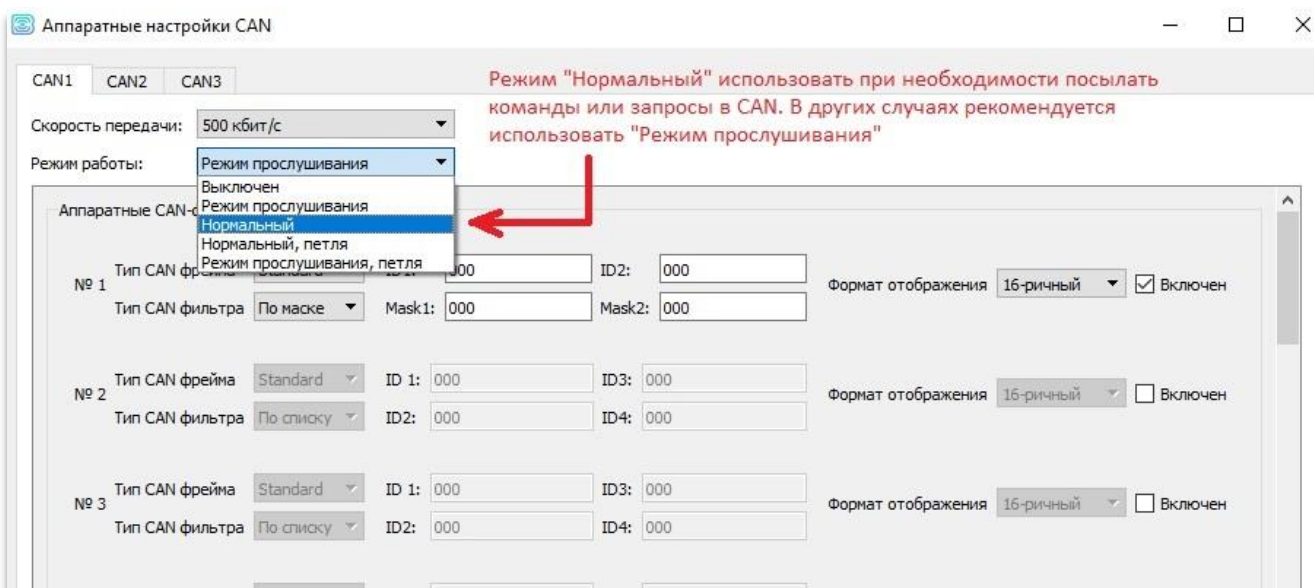 Аппаратные настройки CAN
CAN1 CAN2 CAN3
Режим "Нормальный" использовать при необходимости посылать
команды или запросы в CAN. В других случаях рекомендуется
использовать "Режим прослушивания"
Скорость передачи: 500 кбит/с
Режим работы: Режим прослушивания
Выключен
Режим прослушивания
Нормальный
Нормальный, петля
Режим прослушивания, петля
Аппаратные CAN-
№ 1
Тип CAN фрейма Standard ID1: 000 ID2: 000
Тип CAN фильтра По маске Mask1: 000 Mask2: 000
Формат отображения 16-ричный Включен
№ 2
Тип CAN фрейма Standard ID 1: 000 ID3: 000
Тип CAN фильтра По списку ID2: 000 ID4: 000
Формат отображения 16-ричный Включен
№ 3
Тип CAN фрейма Standard ID 1: 000 ID3: 000
Тип CAN фильтра По списку ID2: 000 ID4: 000
Формат отображения 16-ричный Включен